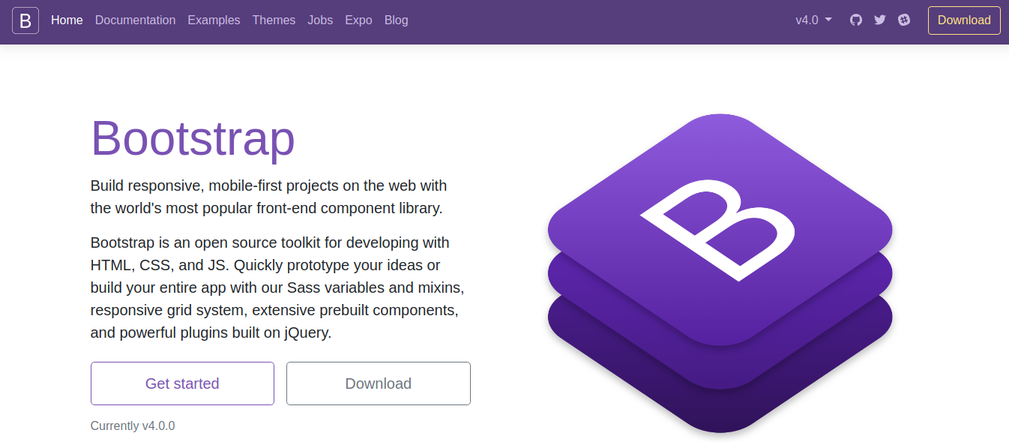 B Home Documentation Examples Themes Jobs Expo Blog v4.0 Download
Bootstrap
Build responsive, mobile-first projects on the web with
the world's most popular front-end component library.
Bootstrap is an open source toolkit for developing with
HTML, CSS, and JS. Quickly prototype your ideas or
build your entire app with our Sass variables and mixins,
responsive grid system, extensive prebuilt components,
and powerful plugins built on jQuery.
Get started Download
Currently v4.0.0
B